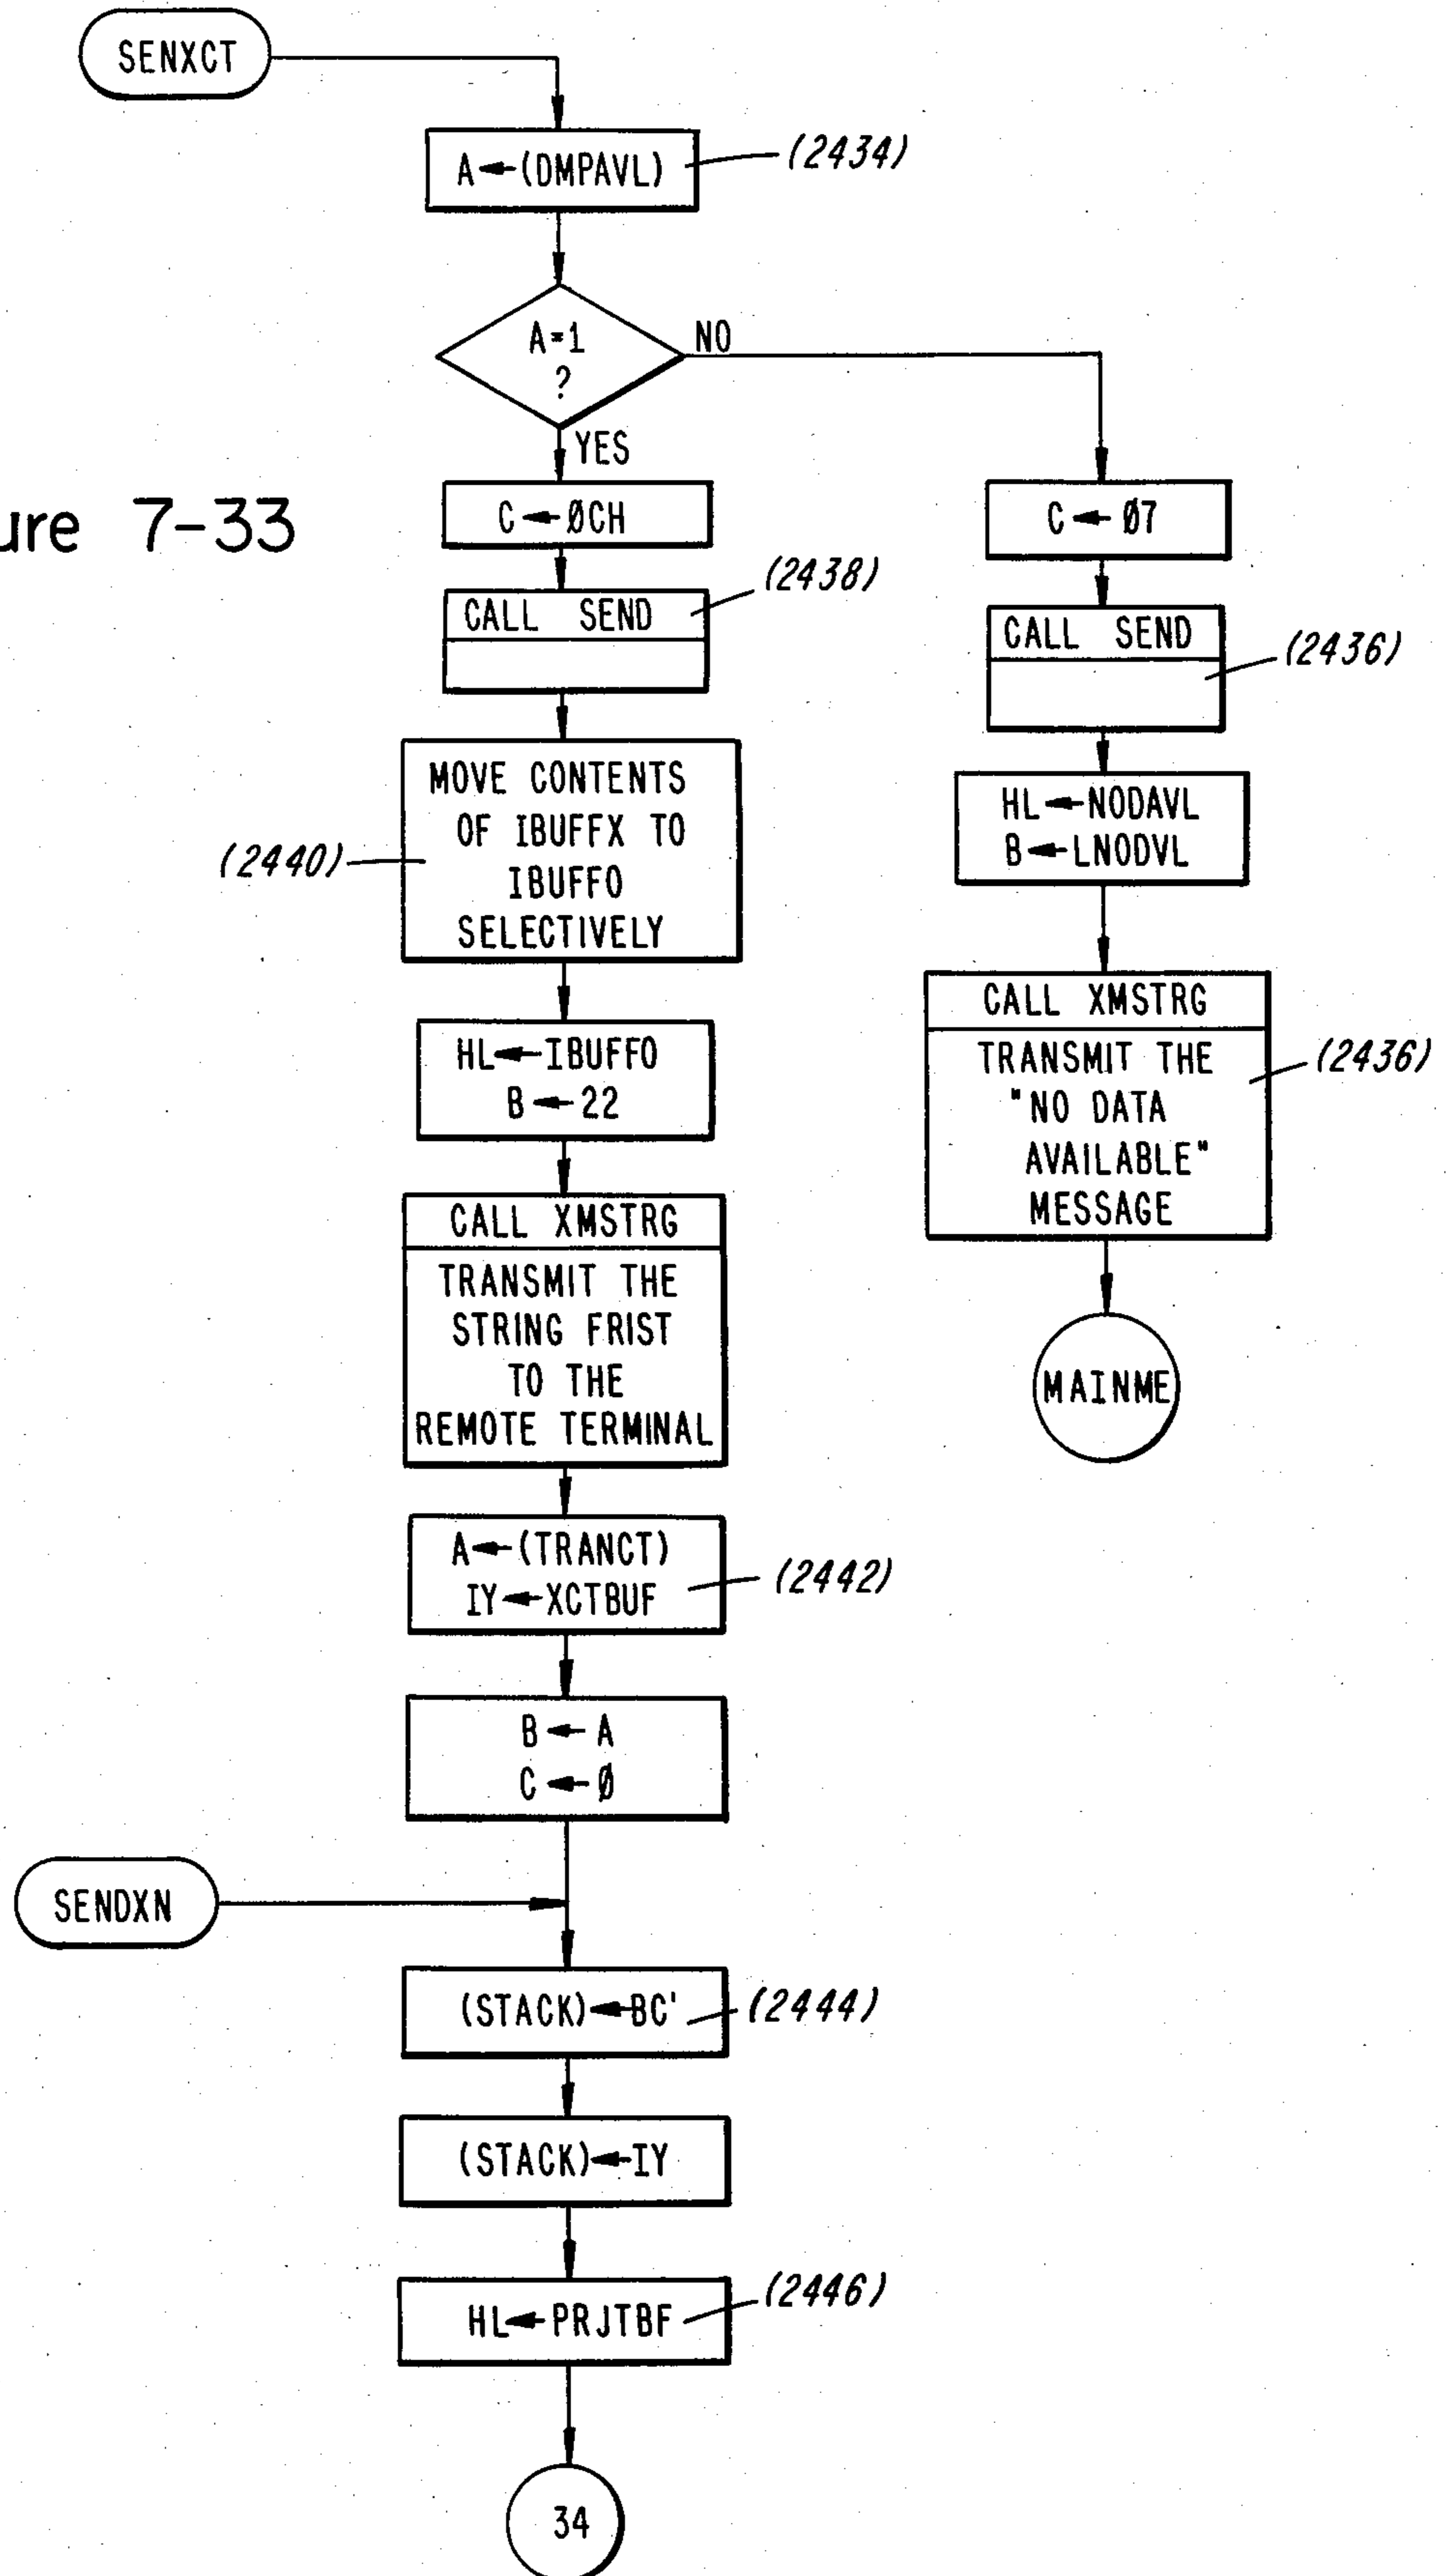 SENXCT
A←(DMPAVL)
(2434)
A=1
?
NO
YES
ure 7-33
C←ØCH
CALL SEND
(2438)
MOVE CONTENTS
OF IBUFFX TO
IBUFFO
SELECTIVELY
(2440)
HL←IBUFFO
B←22
CALL XMSTRG
TRANSMIT THE
STRING FRIST
TO THE
REMOTE TERMINAL
A←(TRANCT)
IY←XCTBUF
(2442)
B←A
C←Ø
SENDXN
(STACK)←BC'
(2444)
(STACK)←IY
HL←PRJTBF
(2446)
34
C←Ø7
CALL SEND
(2436)
HL←NODAVL
B←LNODVL
CALL XMSTRG
TRANSMIT THE
"NO DATA
AVAILABLE"
MESSAGE
(2436)
MAINME